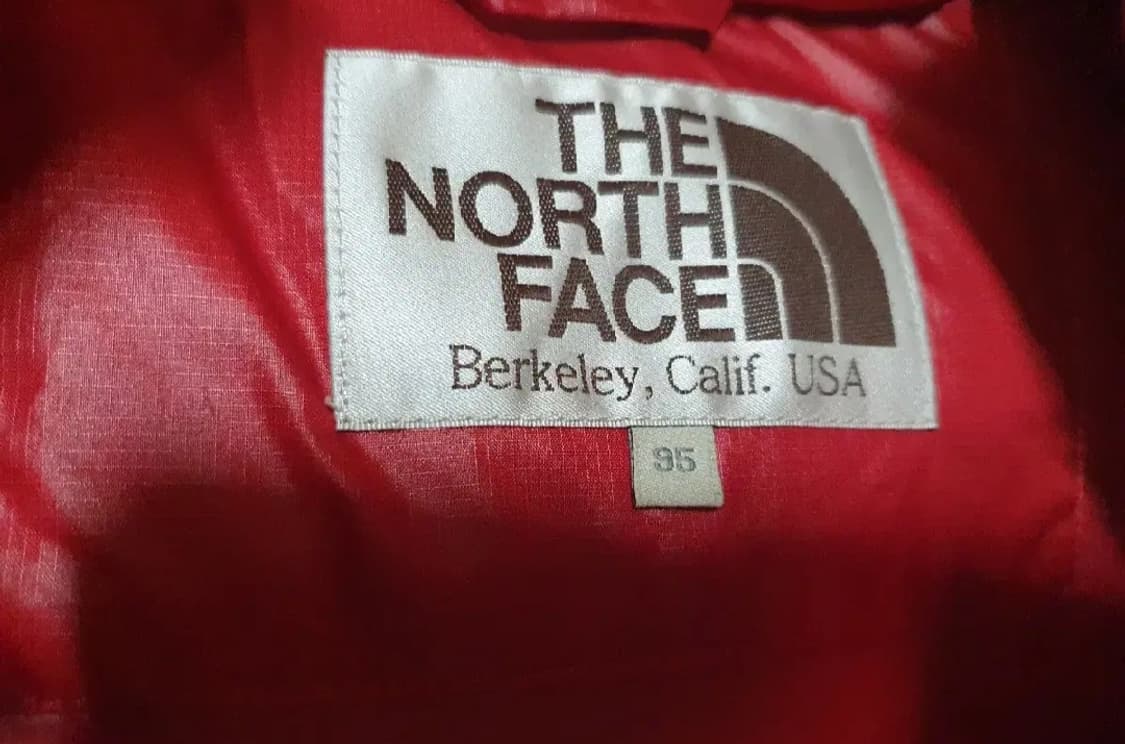 THE
NORTH
FACE
Berkeley, Calif. USA
95